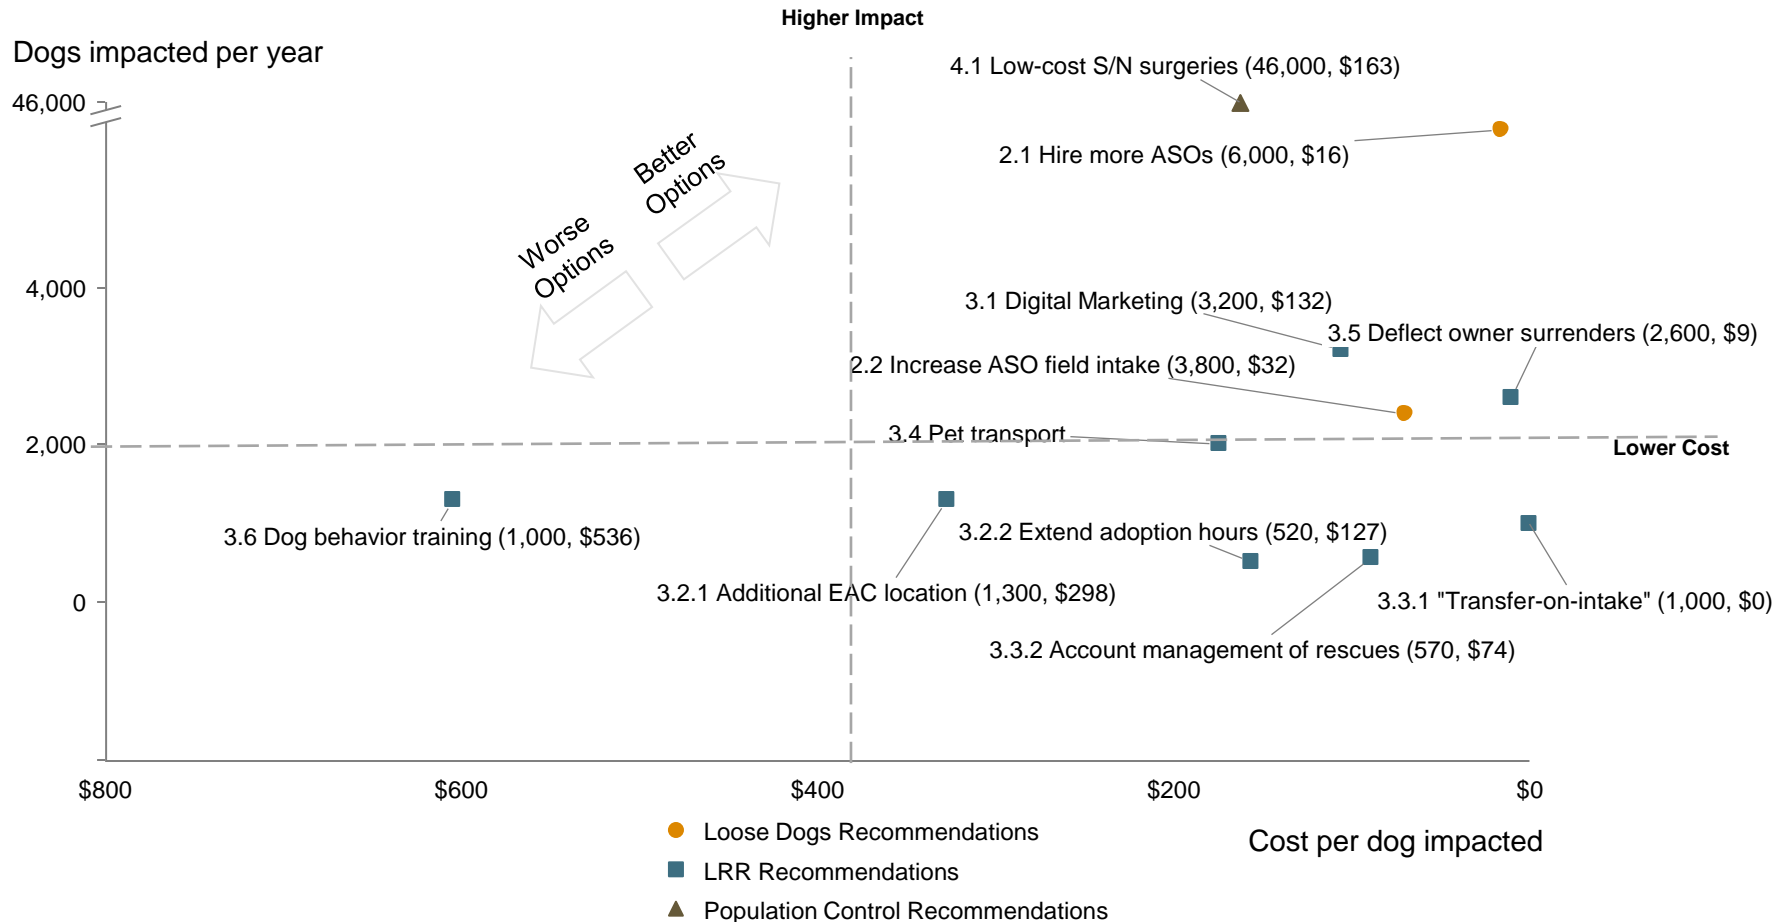 Higher Impact
Dogs impacted per year
4.1 Low-cost S/N surgeries (46,000, $163)
46,000
2.1 Hire more ASOs (6,000, $16)
Better
Options
Worse
Options
4,000
3.1 Digital Marketing (3,200, $132)
3.5 Deflect owner surrenders (2,600, $9)
2.2 Increase ASO field intake (3,800, $32)
3.4 Pet transport
2,000
Lower Cost
3.6 Dog behavior training (1,000, $536)
3.2.2 Extend adoption hours (520, $127)
3.2.1 Additional EAC location (1,300, $298)
0
3.3.1 "Transfer-on-intake" (1,000, $0)
3.3.2 Account management of rescues (570, $74)
$800
$600
$400
$200
$0
Cost per dog impacted
Loose Dogs Recommendations
LRR Recommendations
Population Control Recommendations